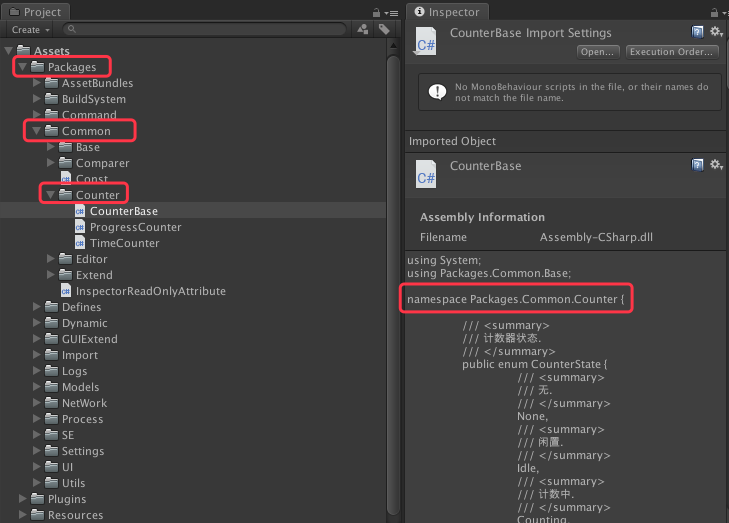 Project
Create
Assets
Packages
AssetBundles
BuildSystem
Command
Common
Base
Comparer
Const
Counter
CounterBase
ProgressCounter
TimeCounter
Editor
Extend
InspectorReadOnlyAttribute
Defines
Dynamic
GUIExtend
Import
Logs
Models
NetWork
Process
SE
Settings
UI
Utils
Plugins
Resources
Inspector
C#
CounterBase Import Settings
Open...
Execution Order...
No MonoBehaviour scripts in the file, or their names do
not match the file name.
Imported Object
C#
CounterBase
Assembly Information
Filename Assembly-CSharp.dll
using System;
using Packages.Common.Base;
namespace Packages.Common.Counter {
/// <summary>
/// 计数器状态.
/// </summary>
public enum CounterState {
/// <summary>
/// 无.
/// </summary>
None,
/// <summary>
/// 闲置.
/// </summary>
Idle,
/// <summary>
/// 计数中.
/// </summary>
Counting,